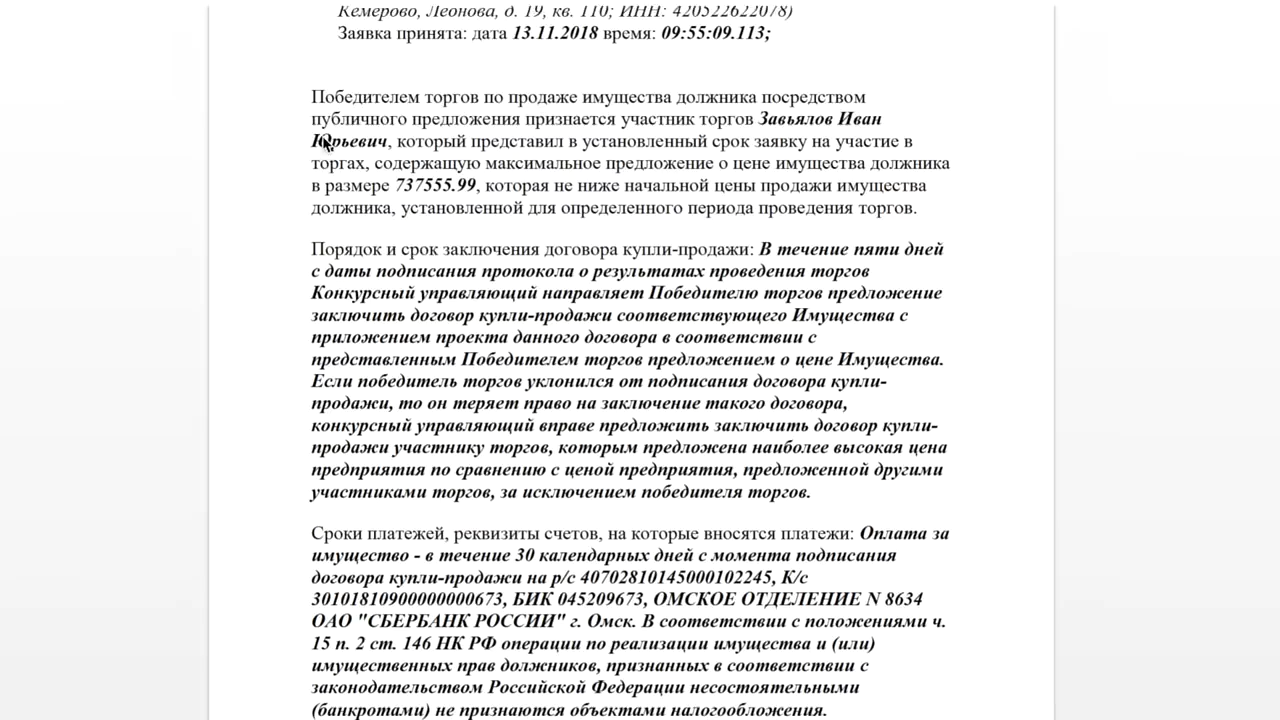 Кемерово, Леонова, д. 19, кв. 110; ИНН: 420522622078)
Заявка принята: дата 13.11.2018 время: 09:55:09.113;
Победителем торгов по продаже имущества должника посредством
публичного предложения признается участник торгов Завьялов Иван
Юрьевич, который представил в установленный срок заявку на участие в
торгах, содержащую максимальное предложение о цене имущества должника
в размере 737555.99, которая не ниже начальной цены продажи имущества
должника, установленной для определенного периода проведения торгов.
Порядок и срок заключения договора купли-продажи: В течение пяти дней
с даты подписания протокола о результатах проведения торгов
Конкурсный управляющий направляет Победителю торгов предложение
заключить договор купли-продажи соответствующего Имущества с
приложением проекта данного договора в соответствии с
представленным Победителем торгов предложением о цене Имущества.
Если победитель торгов уклонился от подписания договора купли-
продажи, то он теряет право на заключение такого договора,
конкурсный управляющий вправе предложить заключить договор купли-
продажи участнику торгов, которым предложена наиболее высокая цена
предприятия по сравнению с ценой предприятия, предложенной другими
участниками торгов, за исключением победителя торгов.
Сроки платежей, реквизиты счетов, на которые вносятся платежи: Оплата за
имущество - в течение 30 календарных дней с момента подписания
договора купли-продажи на р/с 40702810145000102245, К/с
30101810900000000673, БИК 045209673, ОМСКОЕ ОТДЕЛЕНИЕ N 8634
ОАО "СБЕРБАНК РОССИИ" г. Омск. В соответствии с положениями ч.
15 п. 2 ст. 146 НК РФ операции по реализации имущества и (или)
имущественных прав должников, признанных в соответствии с
законодательством Российской Федерации несостоятельными
(банкротами) не признаются объектами налогообложения.